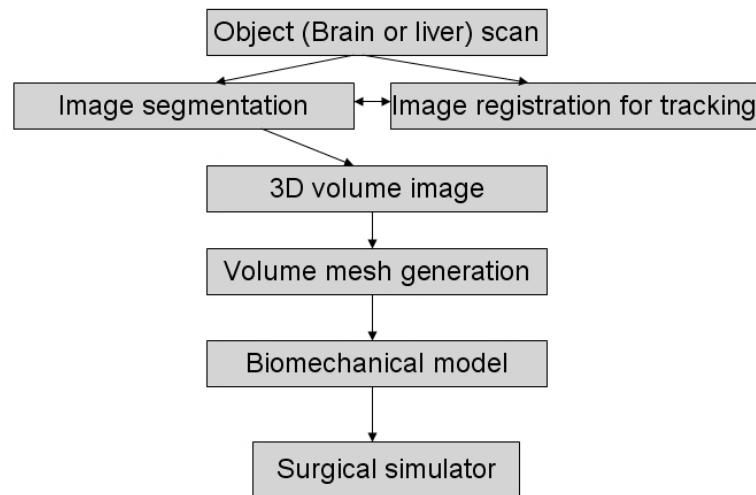 Object (Brain or liver) scan
Image segmentation
Image registration for tracking
3D volume image
Volume mesh generation
Biomechanical model
Surgical simulator